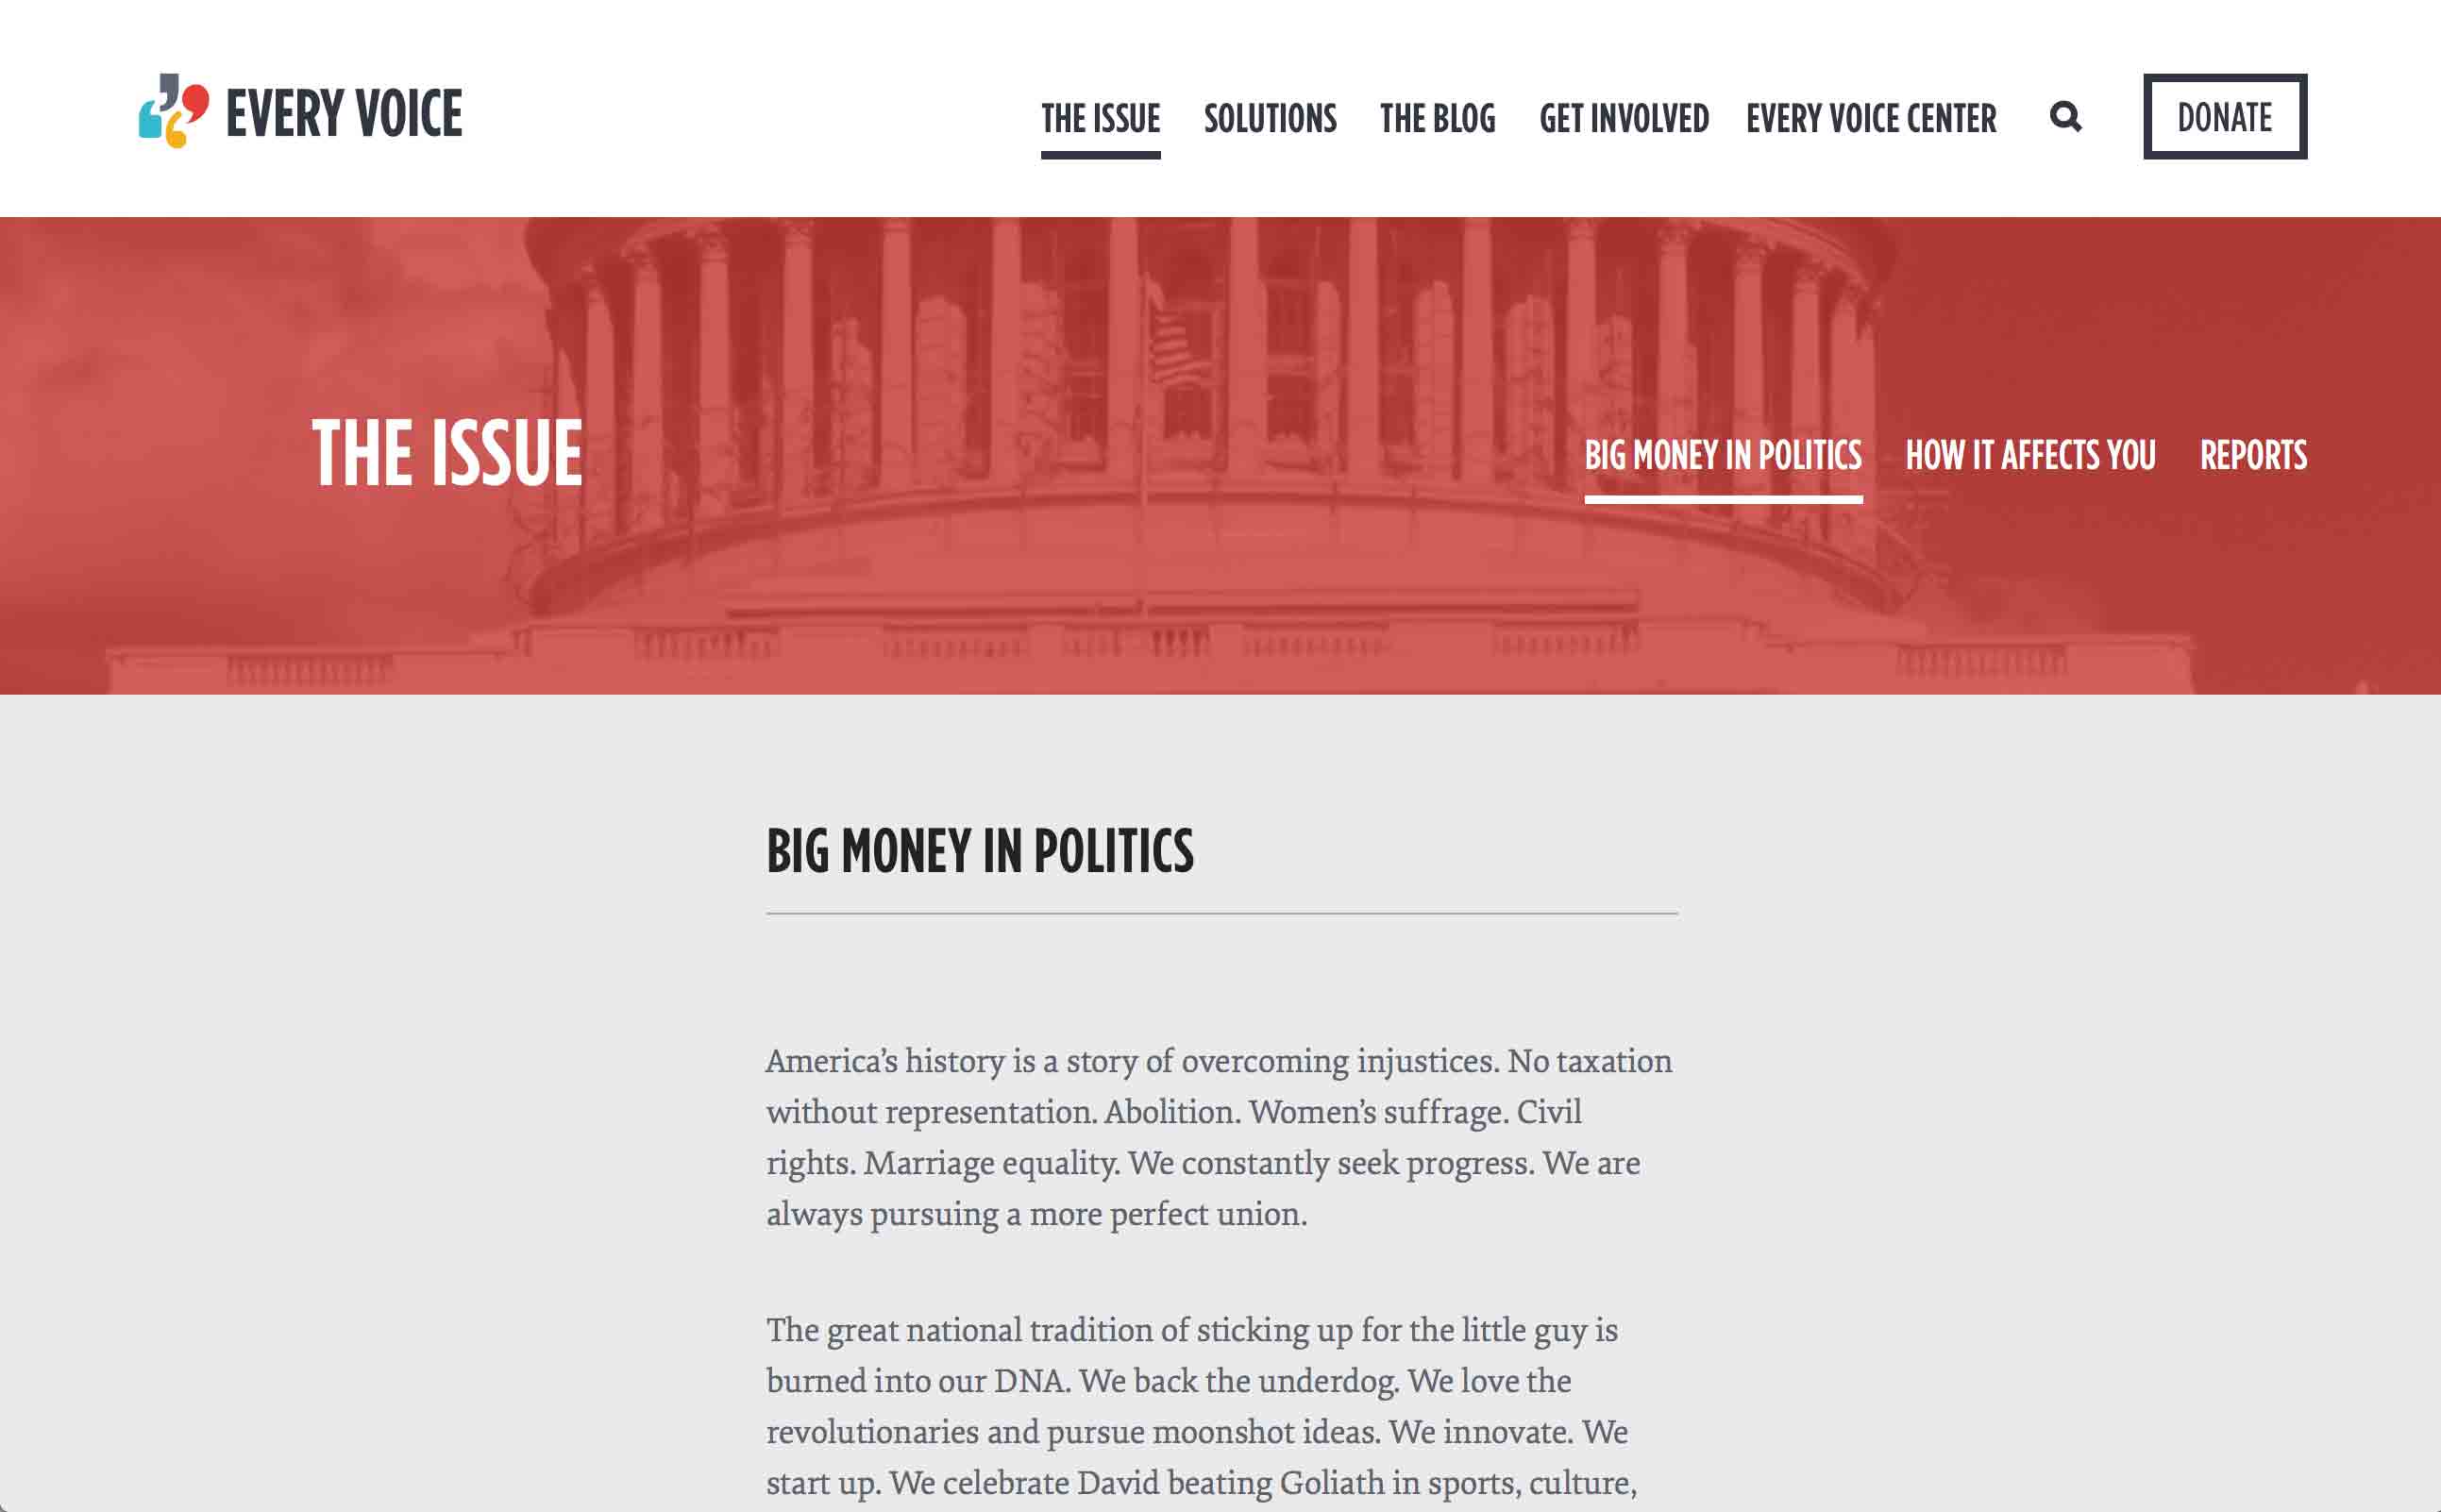 EVERY VOICE
THE ISSUE SOLUTIONS THE BLOG GET INVOLVED EVERY VOICE CENTER DONATE
THE ISSUE
BIG MONEY IN POLITICS HOW IT AFFECTS YOU REPORTS
BIG MONEY IN POLITICS
America’s history is a story of overcoming injustices. No taxation
without representation. Abolition. Women’s suffrage. Civil
rights. Marriage equality. We constantly seek progress. We are
always pursuing a more perfect union.
The great national tradition of sticking up for the little guy is
burned into our DNA. We back the underdog. We love the
revolutionaries and pursue moonshot ideas. We innovate. We
start up. We celebrate David beating Goliath in sports, culture,